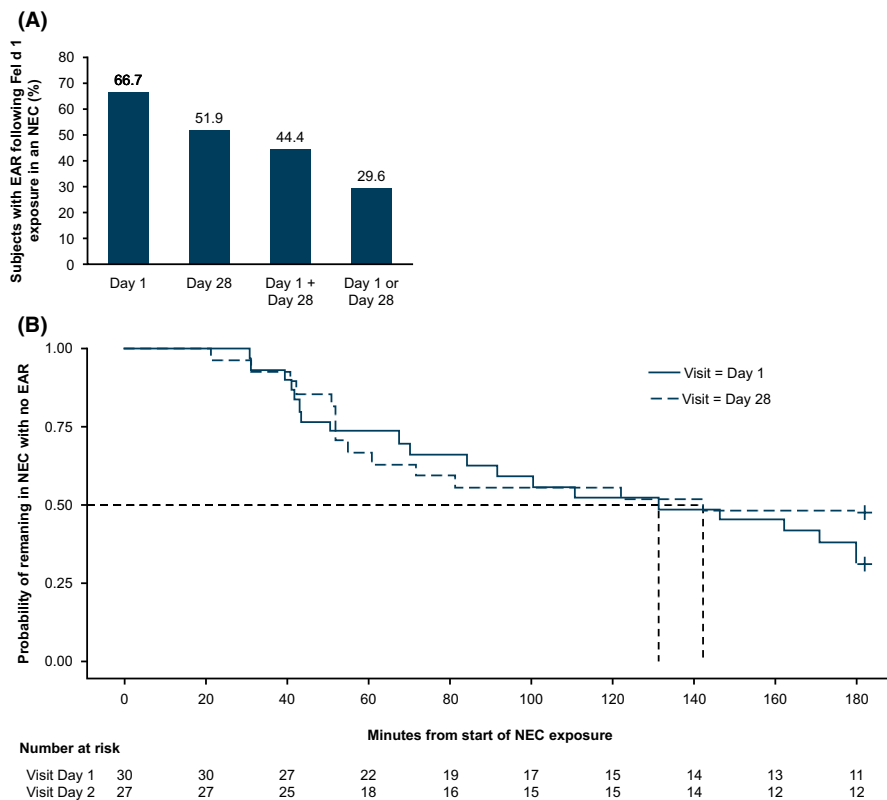 (A)
Subjects with EAR following Fel d 1
exposure in an NEC (%)
80
70
60
50
40
30
20
10
0
66.7
51.9
44.4
29.6
Day 1
Day 28
Day 1 +
Day 28
Day 1 or
Day 28
(B)
Probability of remaning in NEC with no EAR
1.00
0.75
0.50
0.25
0.00
Visit = Day 1
Visit = Day 28
0 20 40 60 80 100 120 140 160 180
Minutes from start of NEC exposure
Number at risk
Visit Day 1 30 30 27 22 19 17 15 14 13 11
Visit Day 2 27 27 25 18 16 15 15 14 12 12